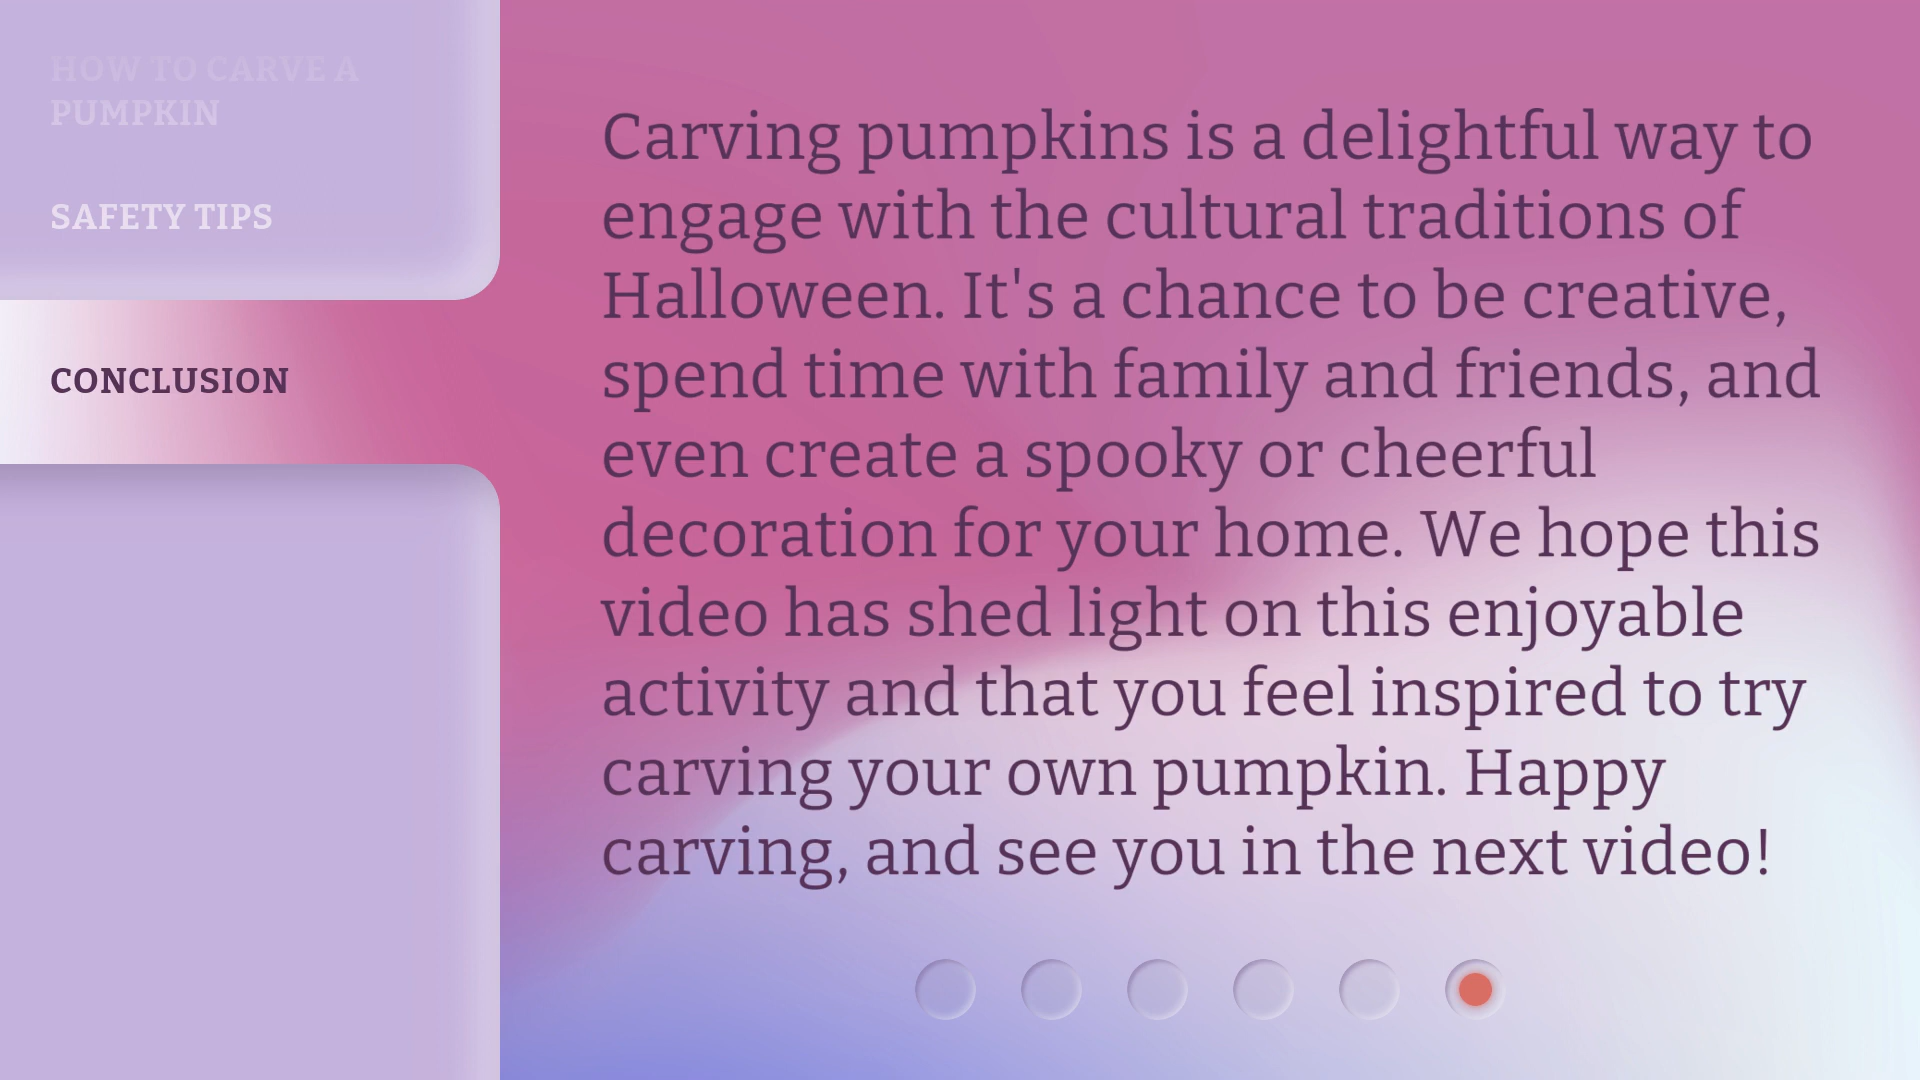 HOW TO CARVE A
PUMPKIN
SAFETY TIPS
CONCLUSION
Carving pumpkins is a delightful way to
engage with the cultural traditions of
Halloween. It's a chance to be creative,
spend time with family and friends, and
even create a spooky or cheerful
decoration for your home. We hope this
video has shed light on this enjoyable
activity and that you feel inspired to try
carving your own pumpkin. Happy
carving, and see you in the next video!